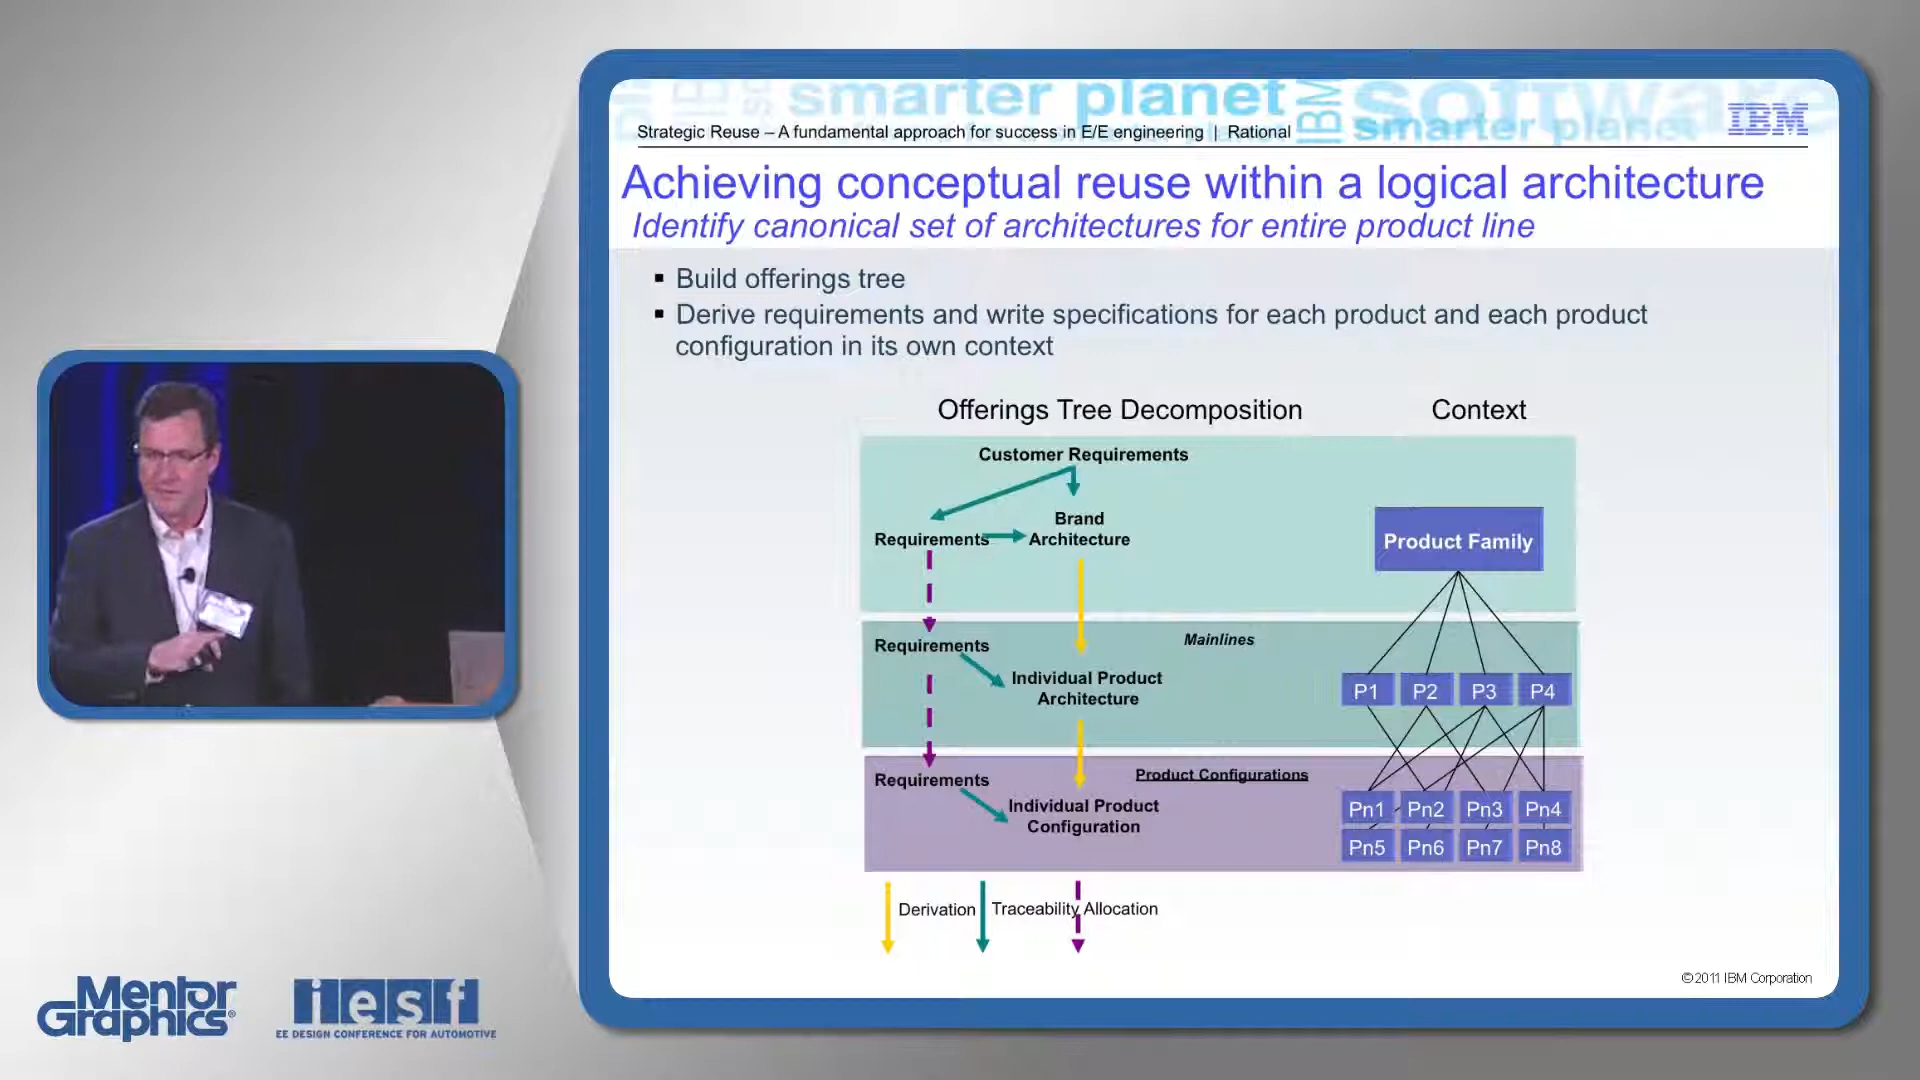 smarter planet
IBM
software
smarter planet
IBM
Strategic Reuse – A fundamental approach for success in E/E engineering | Rational
Achieving conceptual reuse within a logical architecture
Identify canonical set of architectures for entire product line
▪ Build offerings tree
▪ Derive requirements and write specifications for each product and each product
configuration in its own context
Offerings Tree Decomposition
Context
Customer Requirements
Brand
Requirements
Architecture
Product Family
Mainlines
Requirements
Individual Product
Architecture
P1 P2 P3 P4
Product Configurations
Requirements
Individual Product
Configuration
Pn1 Pn2 Pn3 Pn4
Pn5 Pn6 Pn7 Pn8
Derivation
Traceability
Allocation
© 2011 IBM Corporation
Mentor
Graphics®
iesf
EE DESIGN CONFERENCE FOR AUTOMOTIVE